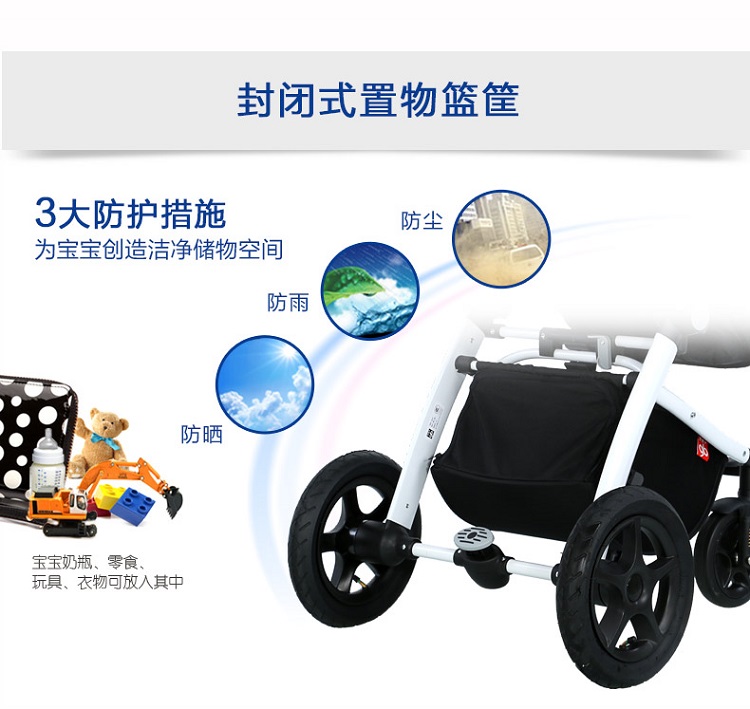 封闭式置物篮筐
3大防护措施
为宝宝创造洁净储物空间
防尘
防雨
防晒
宝宝奶瓶、零食、
玩具、衣物可放入其中
gb